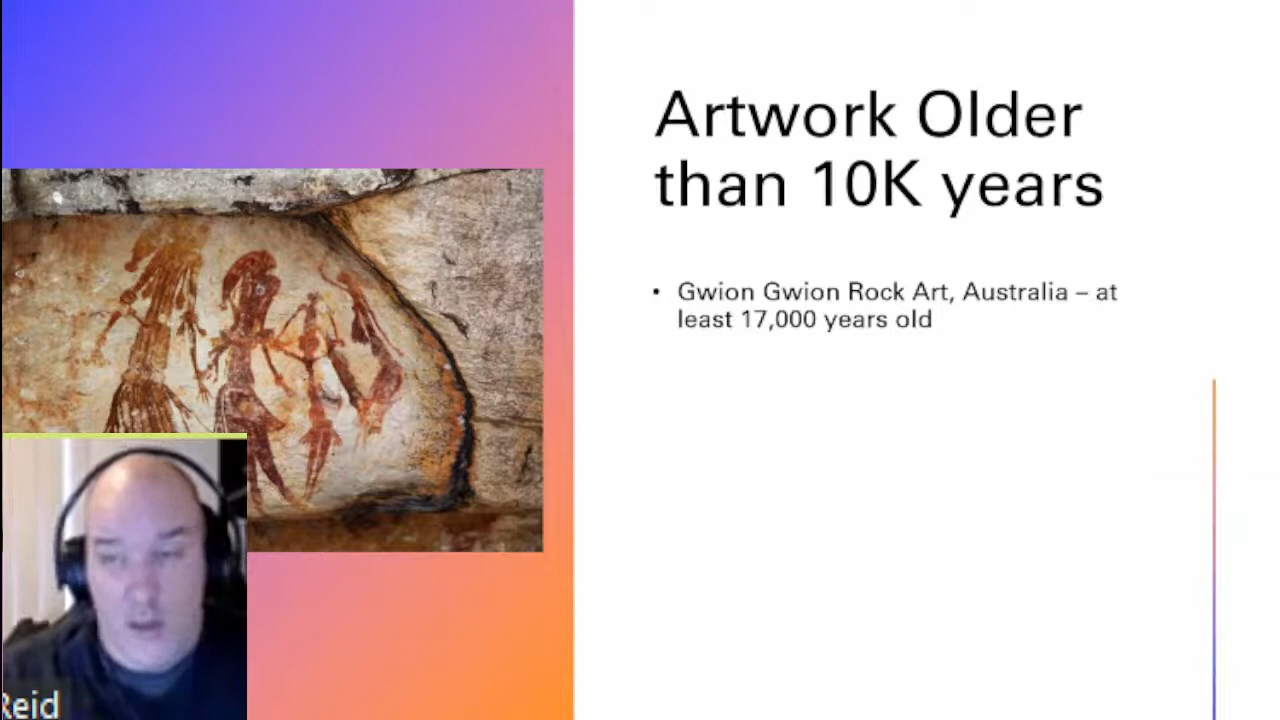 Artwork Older
than 10K years
• Gwion Gwion Rock Art, Australia – at
least 17,000 years old
Reid